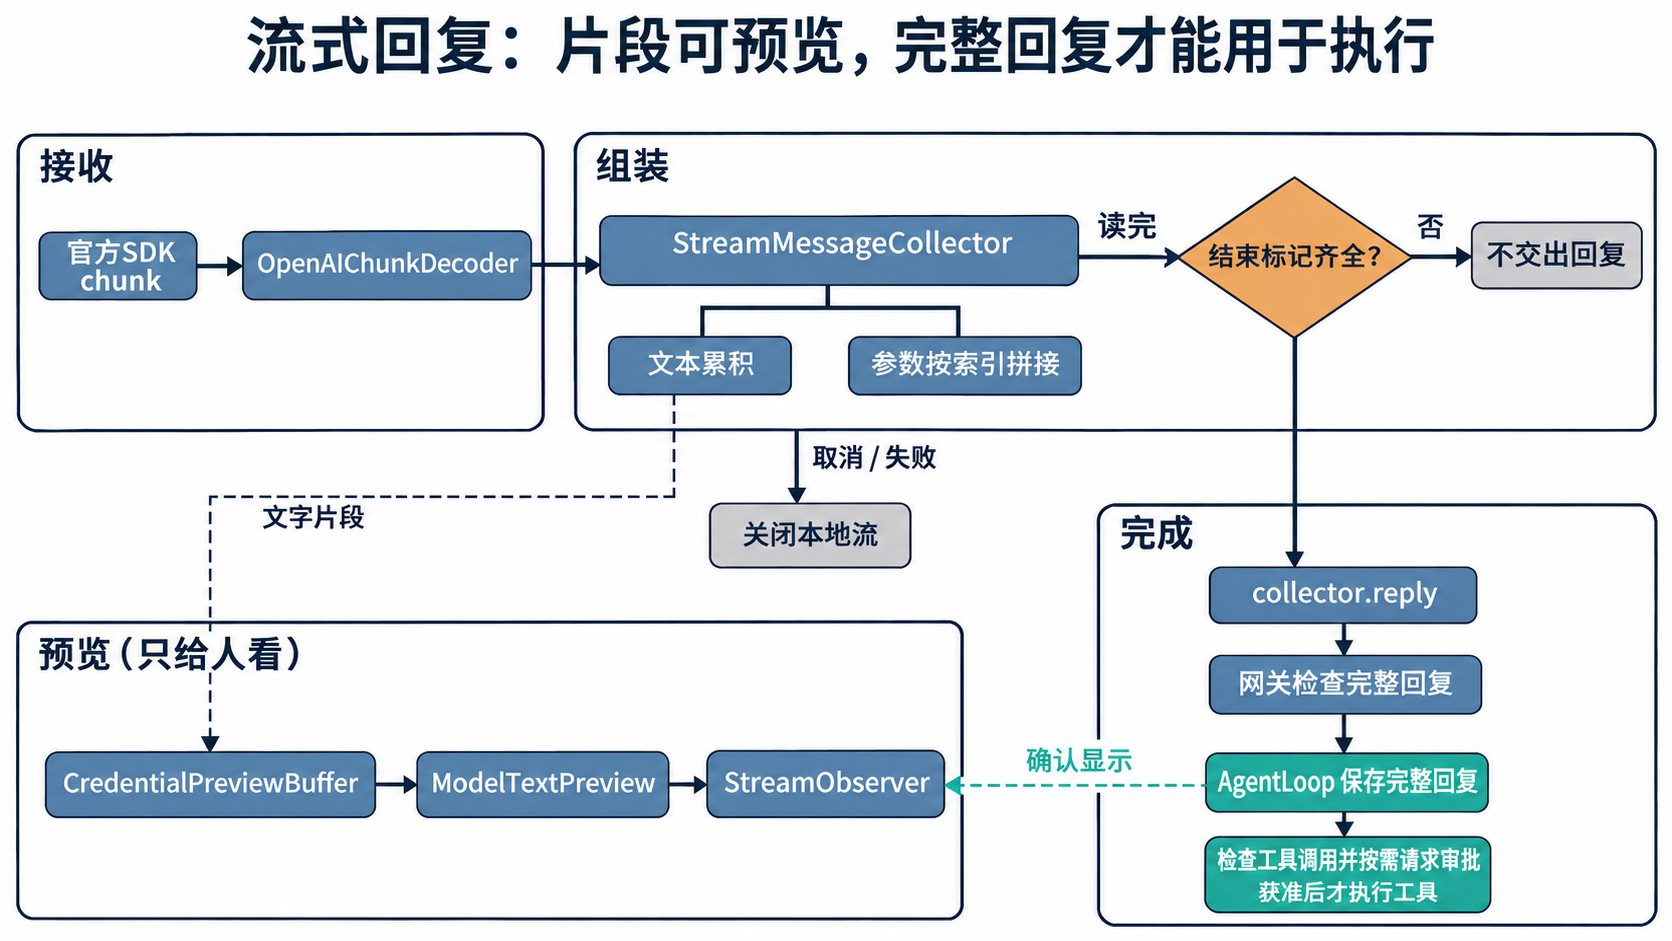 流式回复：片段可预览，完整回复才能用于执行
接收
官方SDK
chunk
OpenAIChunkDecoder
组装
StreamMessageCollector
读完
结束标记齐全？
否
不交出回复
文本累积
参数按索引拼接
取消 / 失败
关闭本地流
文字片段
预览（只给人看）
CredentialPreviewBuffer
ModelTextPreview
StreamObserver
确认显示
完成
collector.reply
网关检查完整回复
AgentLoop 保存完整回复
检查工具调用并按需请求审批
获准后才执行工具